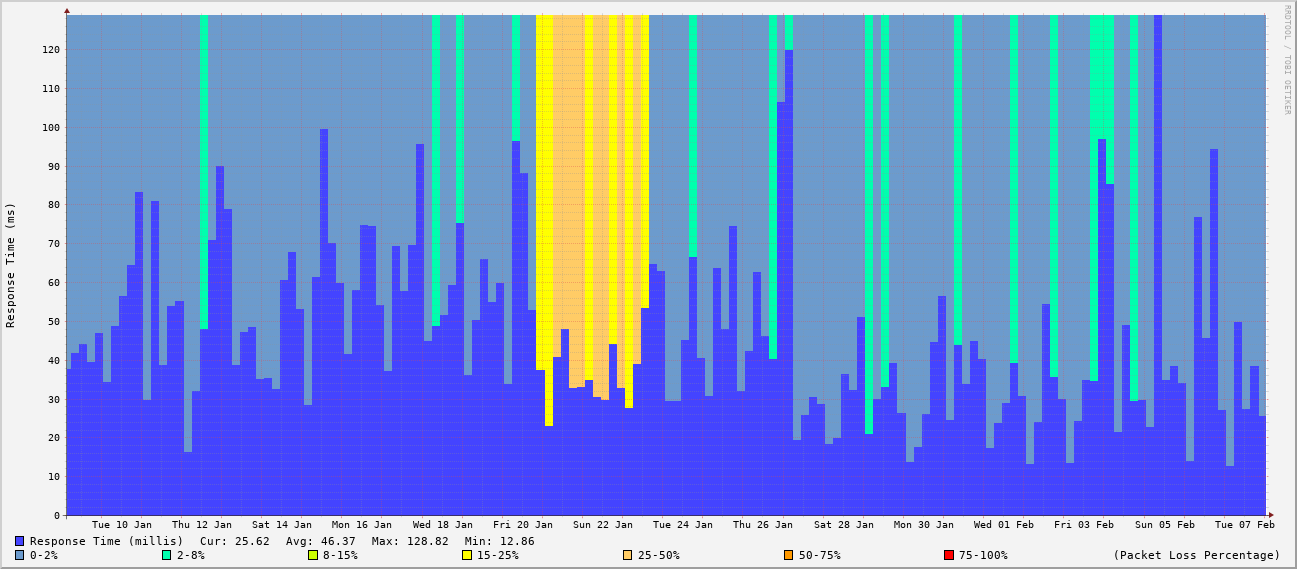 RRDTOOL / TOBI OETIKER
Response Time (ms)
120
110
100
90
80
70
60
50
40
30
20
10
0
Tue 10 Jan Thu 12 Jan Sat 14 Jan Mon 16 Jan Wed 18 Jan Fri 20 Jan Sun 22 Jan Tue 24 Jan Thu 26 Jan Sat 28 Jan Mon 30 Jan Wed 01 Feb Fri 03 Feb Sun 05 Feb Tue 07 Feb
Response Time (millis) Cur: 25.62 Avg: 46.37 Max: 128.82 Min: 12.86
0-2% 2-8% 8-15% 15-25% 25-50% 50-75% 75-100% (Packet Loss Percentage)